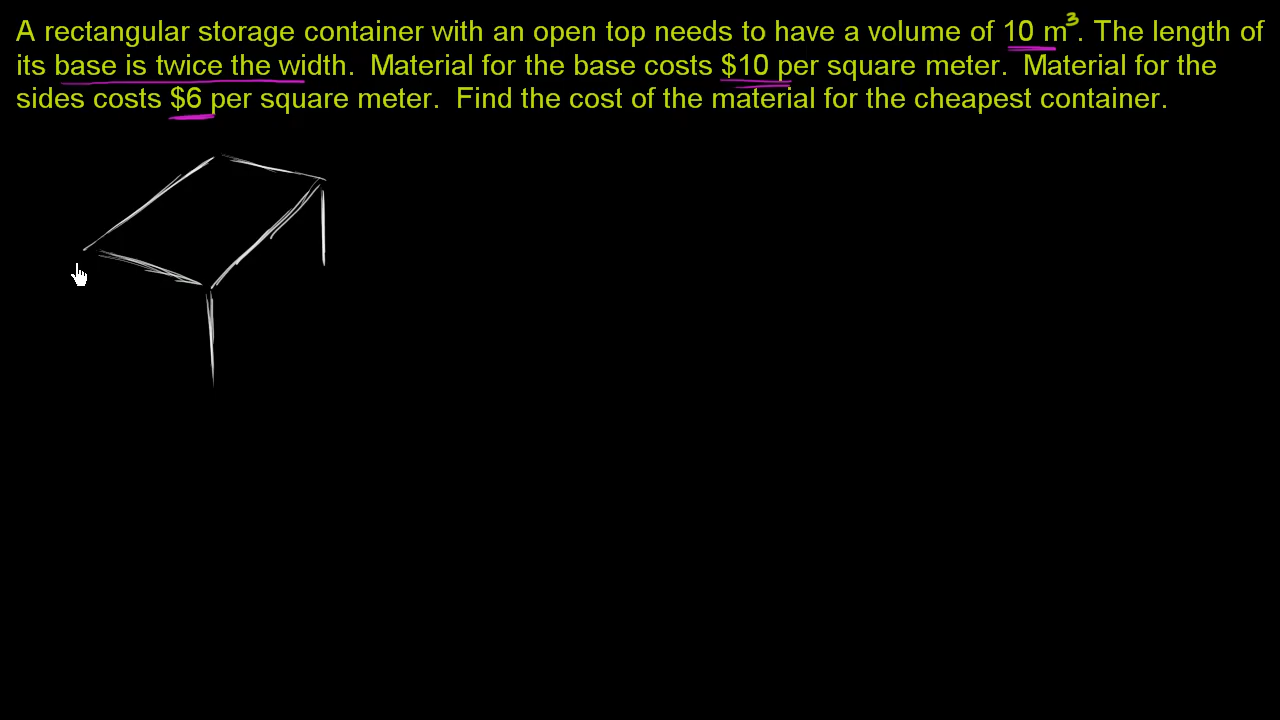 A rectangular storage container with an open top needs to have a volume of 10 m³. The length of
its base is twice the width.  Material for the base costs $10 per square meter.  Material for the
sides costs $6 per square meter.  Find the cost of the material for the cheapest container.